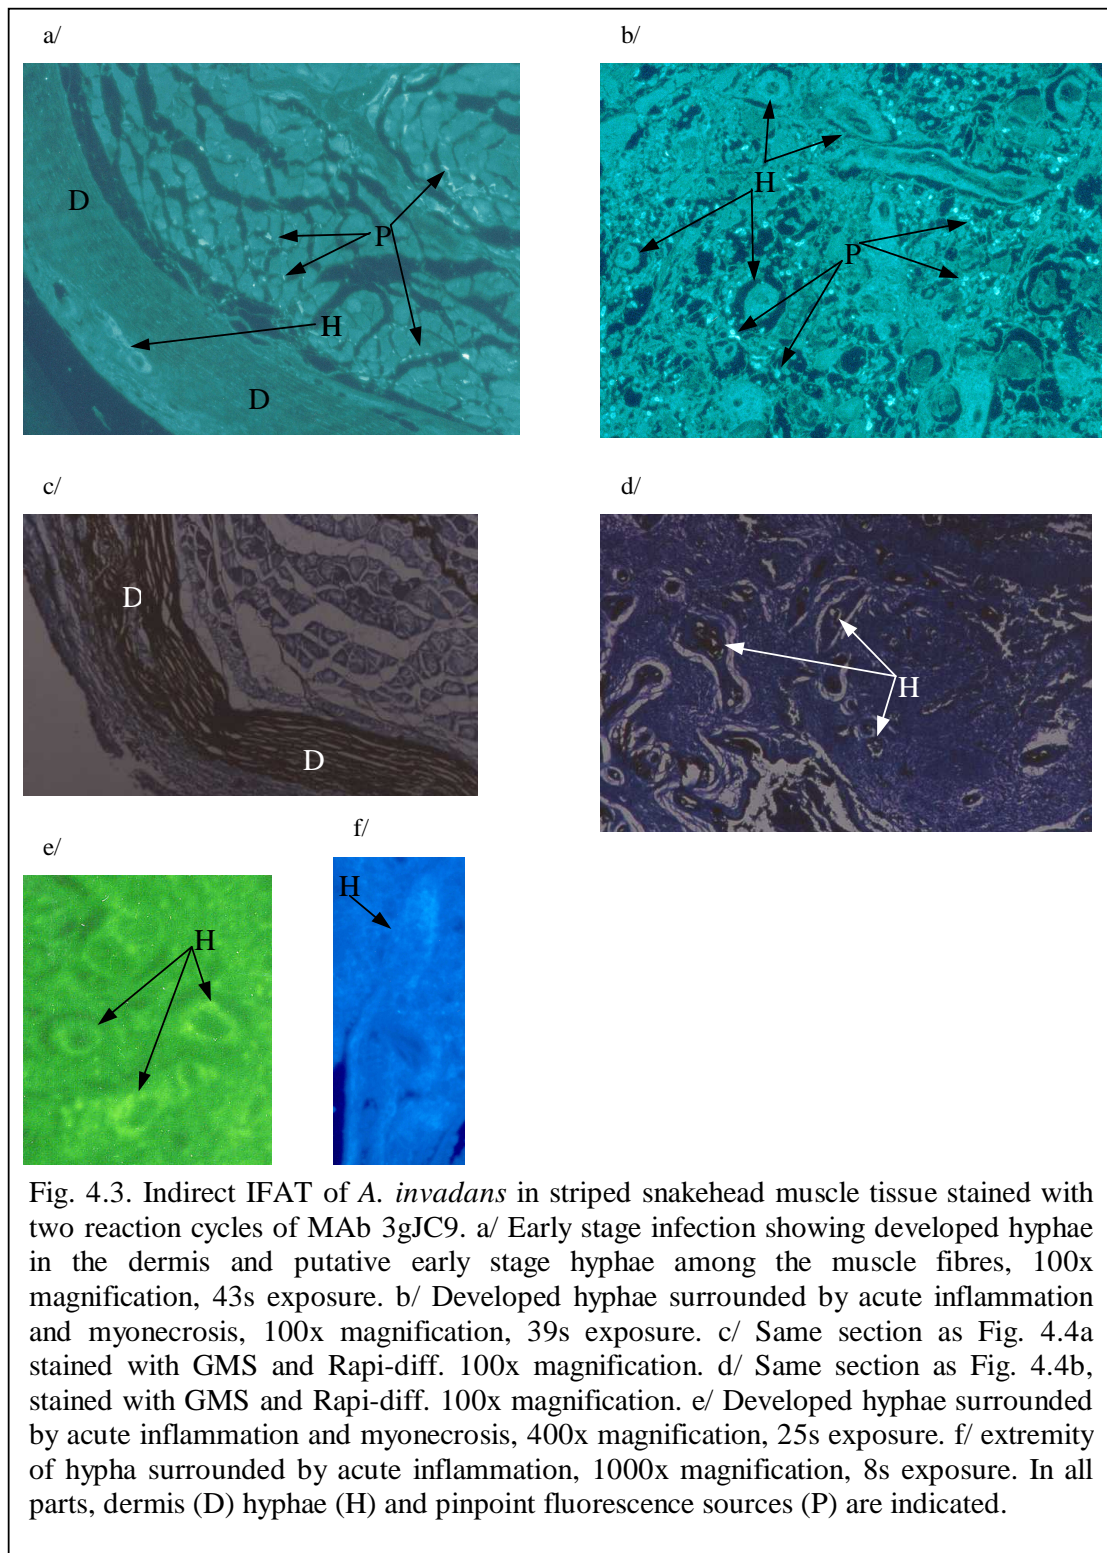 a/
b/
D
P
H
D
H
P
c/
d/
D
D
H
e/
f/
H
H
Fig. 4.3. Indirect IFAT of A. invadans in striped snakehead muscle tissue stained with
two reaction cycles of MAb 3gJC9. a/ Early stage infection showing developed hyphae
in the dermis and putative early stage hyphae among the muscle fibres, 100x
magnification, 43s exposure. b/ Developed hyphae surrounded by acute inflammation
and myonecrosis, 100x magnification, 39s exposure. c/ Same section as Fig. 4.4a
stained with GMS and Rapi-diff. 100x magnification. d/ Same section as Fig. 4.4b,
stained with GMS and Rapi-diff. 100x magnification. e/ Developed hyphae surrounded
by acute inflammation and myonecrosis, 400x magnification, 25s exposure. f/ extremity
of hypha surrounded by acute inflammation, 1000x magnification, 8s exposure. In all
parts, dermis (D) hyphae (H) and pinpoint fluorescence sources (P) are indicated.